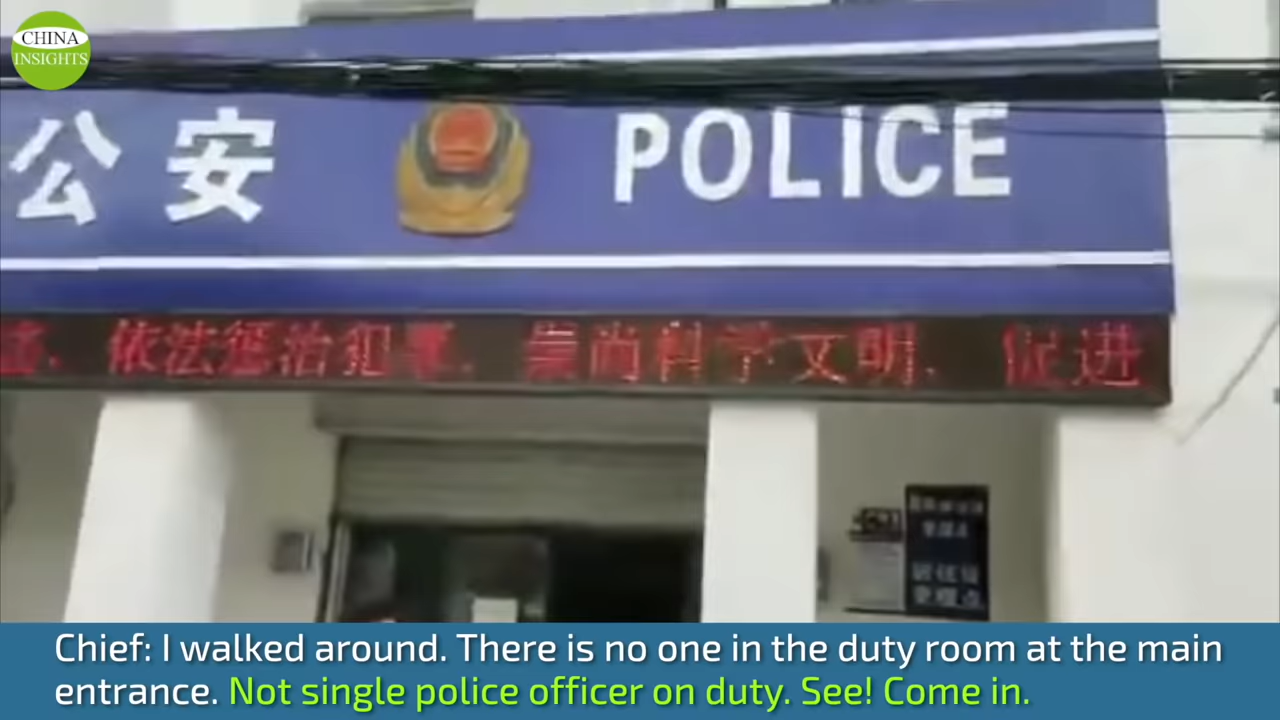 CHINA
INSIGHTS
公安 POLICE
依法惩治犯罪、崇尚科学文明、促进
Chief: I walked around. There is no one in the duty room at the main
entrance. Not single police officer on duty. See! Come in.